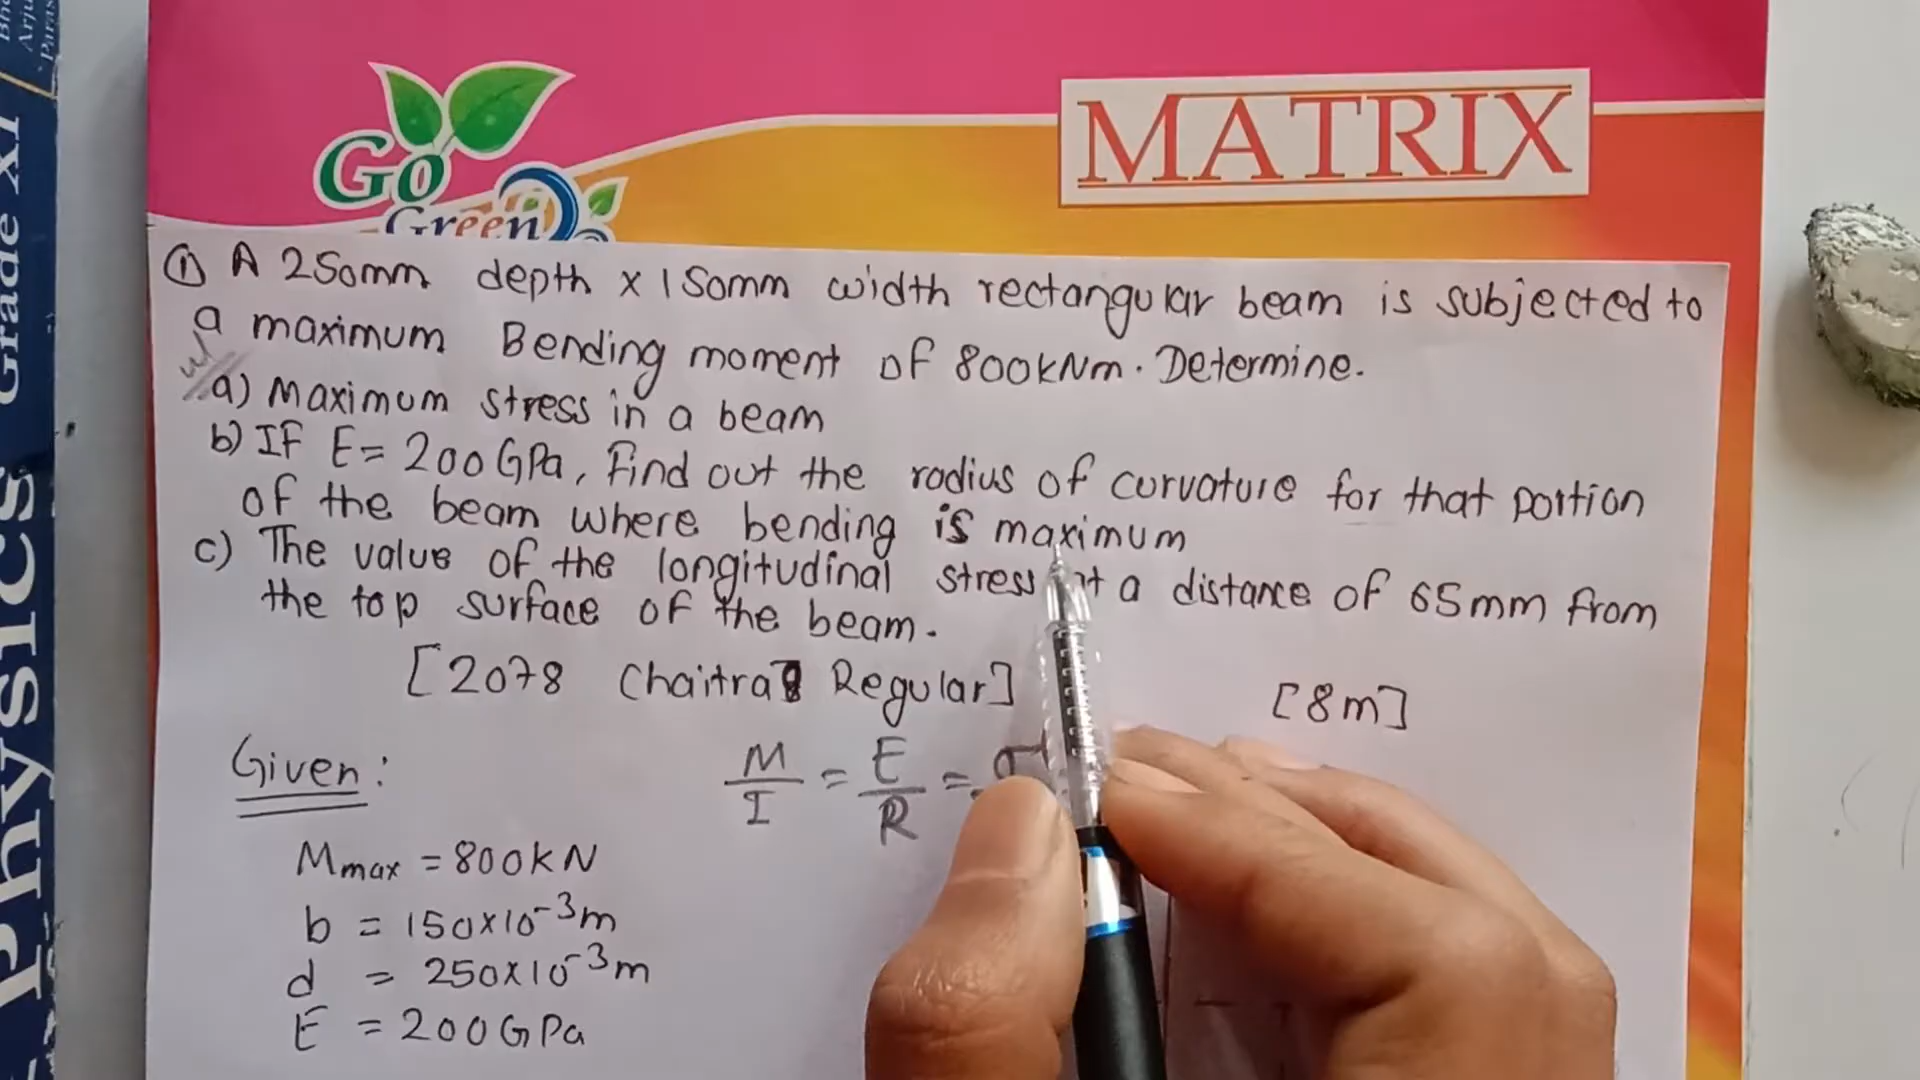 Physics Grade XI
Go
Green
MATRIX
① A 250mm depth x 150mm width rectangular beam is subjected to
a maximum Bending moment of 800kNm. Determine.
a) Maximum stress in a beam
b) If E= 200GPa, Find out the radius of curvature for that portion
of the beam where bending is maximum
c) The value of the longitudinal stress at a distance of 65mm from
the top surface of the beam.
[2078 Chaitra Regular]
[8m]
Given:
M/I = E/R = σ
Mmax = 800kN
b = 150x10⁻³m
d = 250x10⁻³m
E = 200GPa